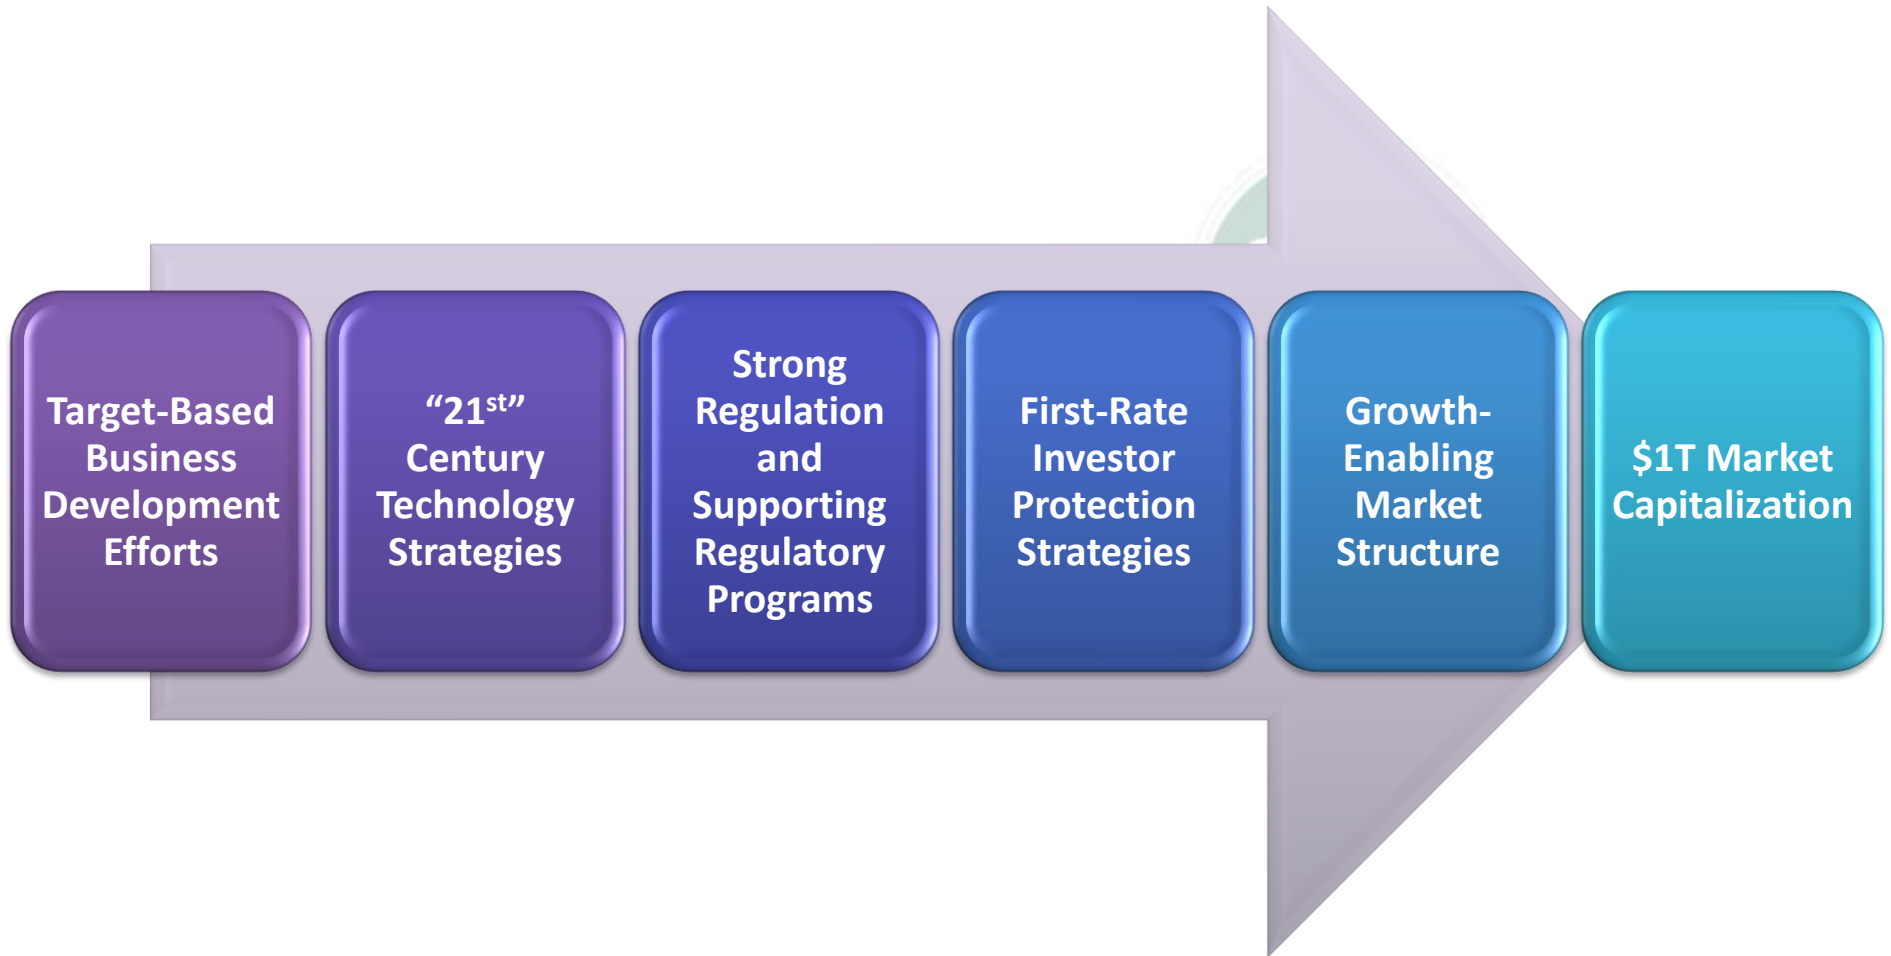 Target-Based
Business
Development
Efforts
“21st”
Century
Technology
Strategies
Strong
Regulation
and
Supporting
Regulatory
Programs
First-Rate
Investor
Protection
Strategies
Growth-
Enabling
Market
Structure
$1T Market
Capitalization